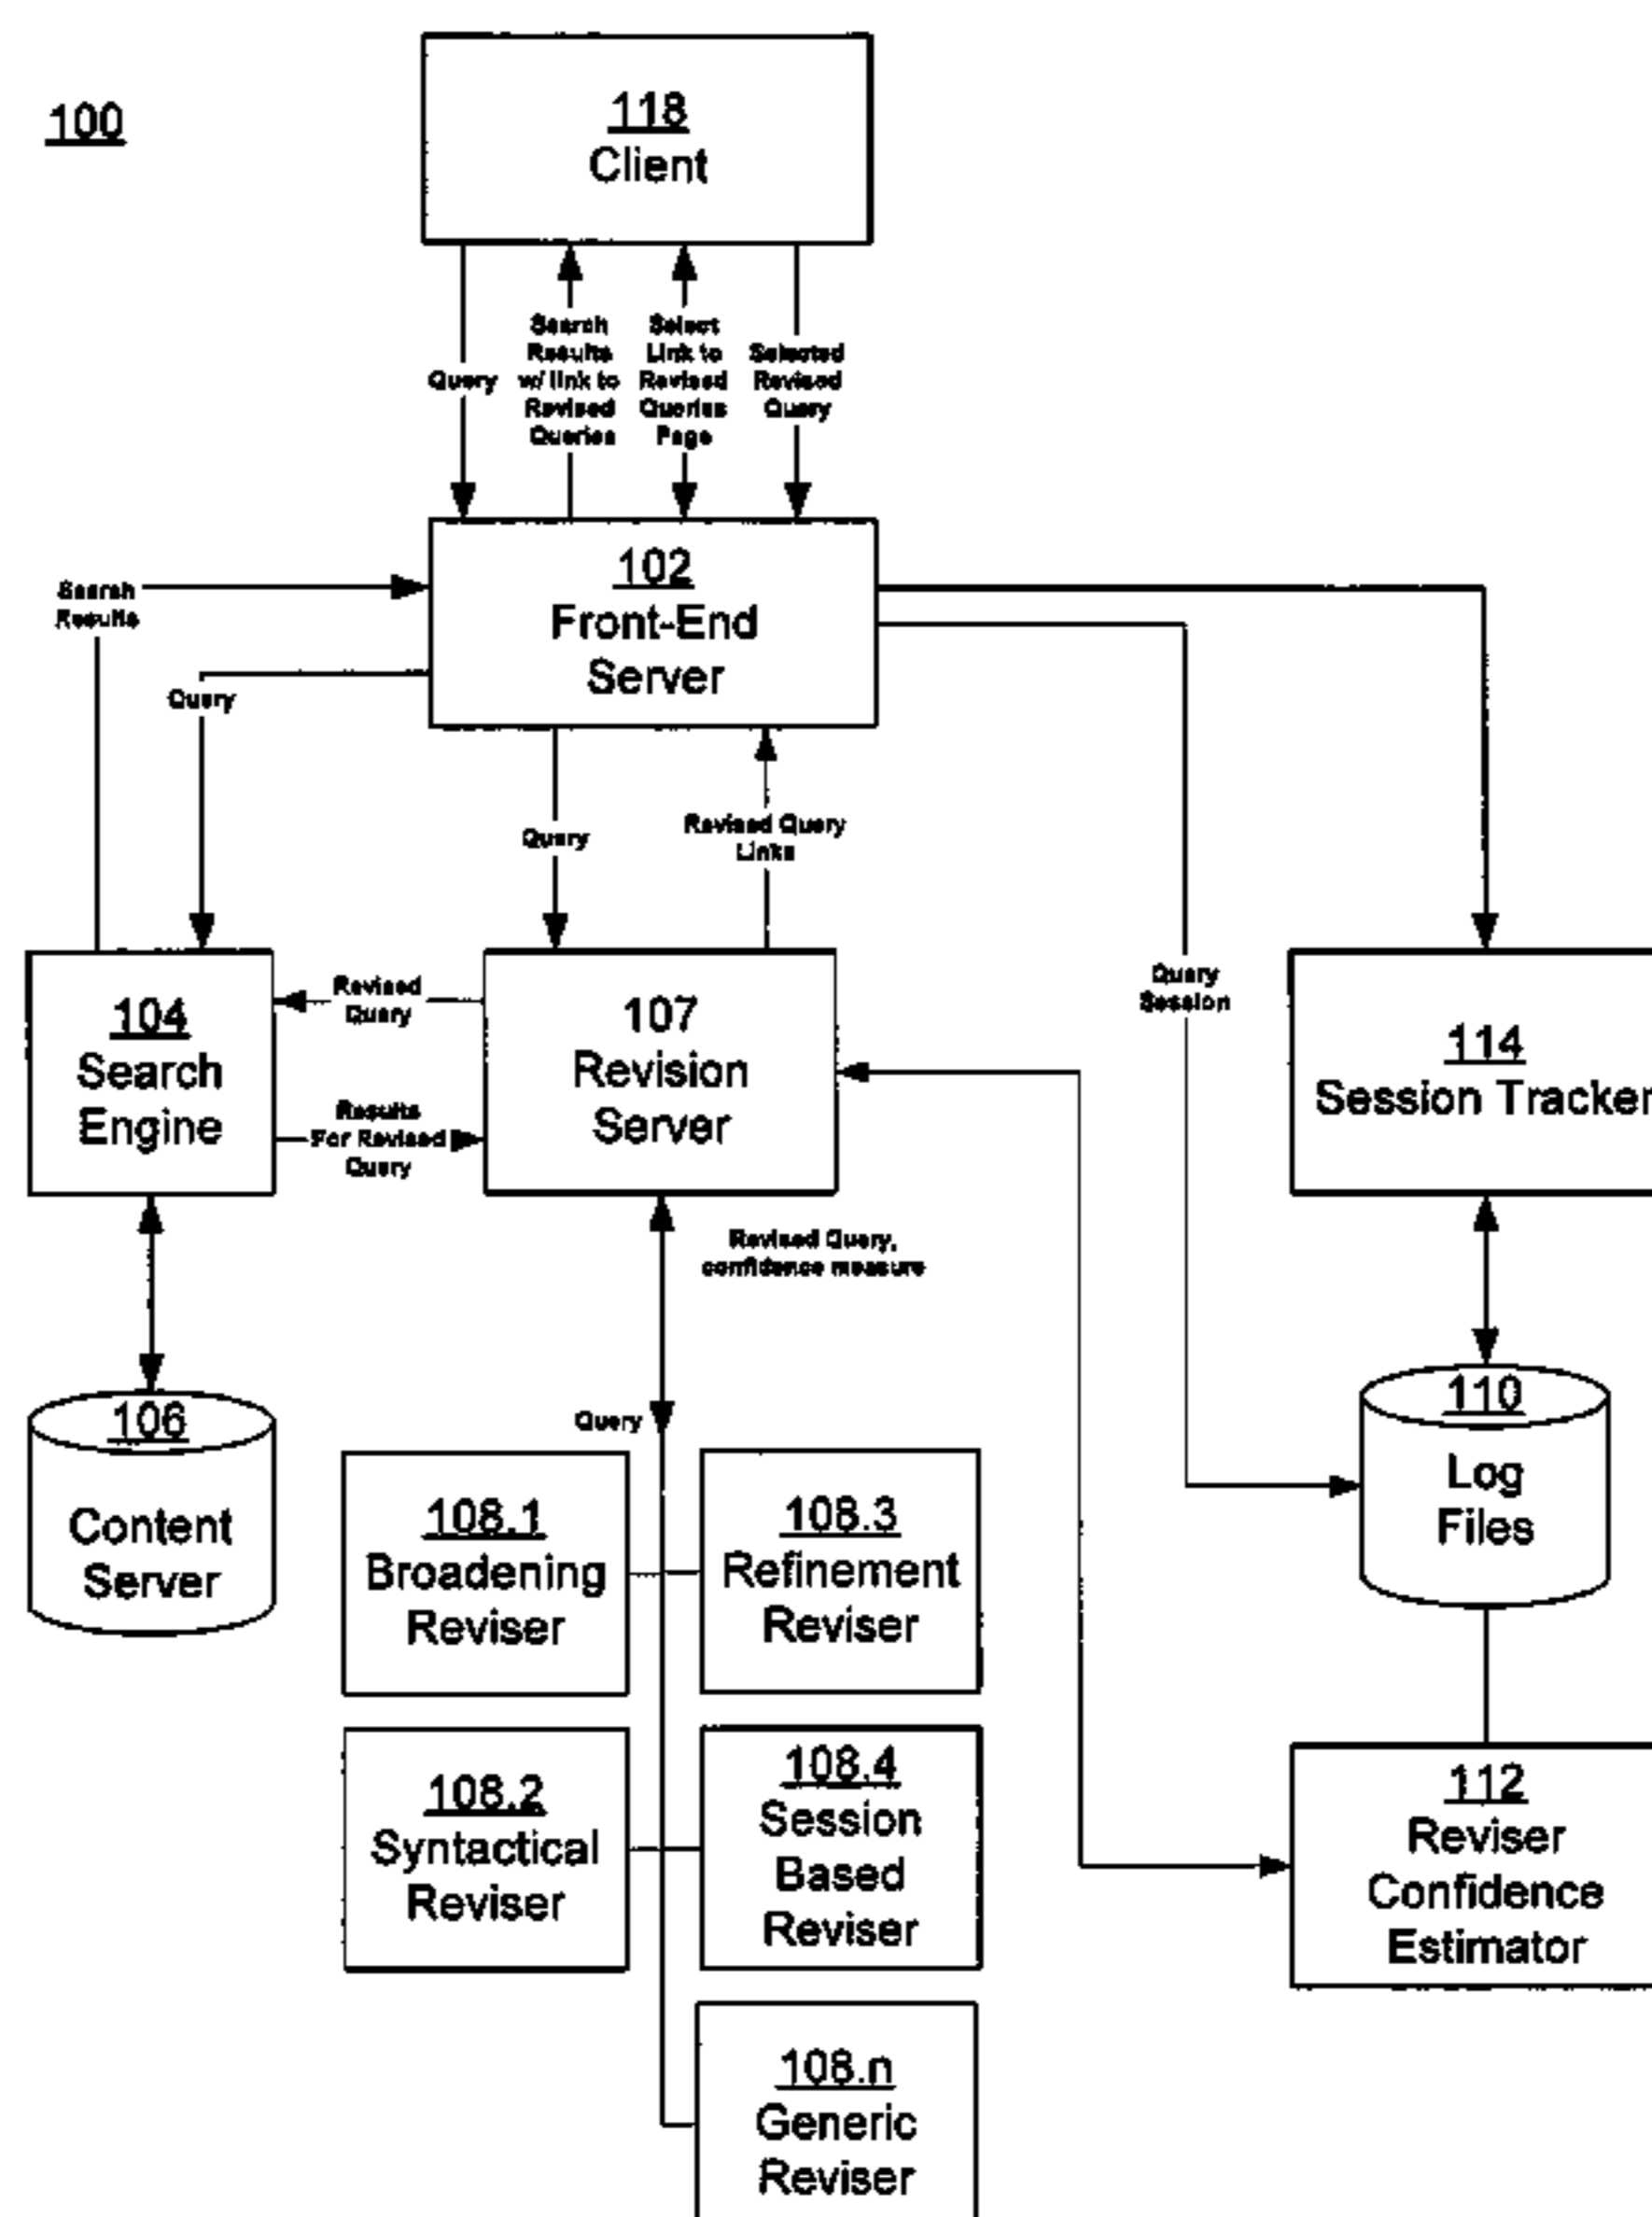 100
118
Client
Query
Search
Results
w/ link to
Revised
Queries
Select
Link to
Revised
Queries
Page
Selected
Revised
Query
102
Front-End
Server
Search
Results
Query
Query
Revised Query
Links
Query
Session
104
Search
Engine
Revised
Query
Results
For Revised
Query
107
Revision
Server
114
Session Tracker
Revised Query,
confidence measure
Query
106
Content
Server
110
Log
Files
108.1
Broadening
Reviser
108.3
Refinement
Reviser
108.2
Syntactical
Reviser
108.4
Session
Based
Reviser
112
Reviser
Confidence
Estimator
108.n
Generic
Reviser